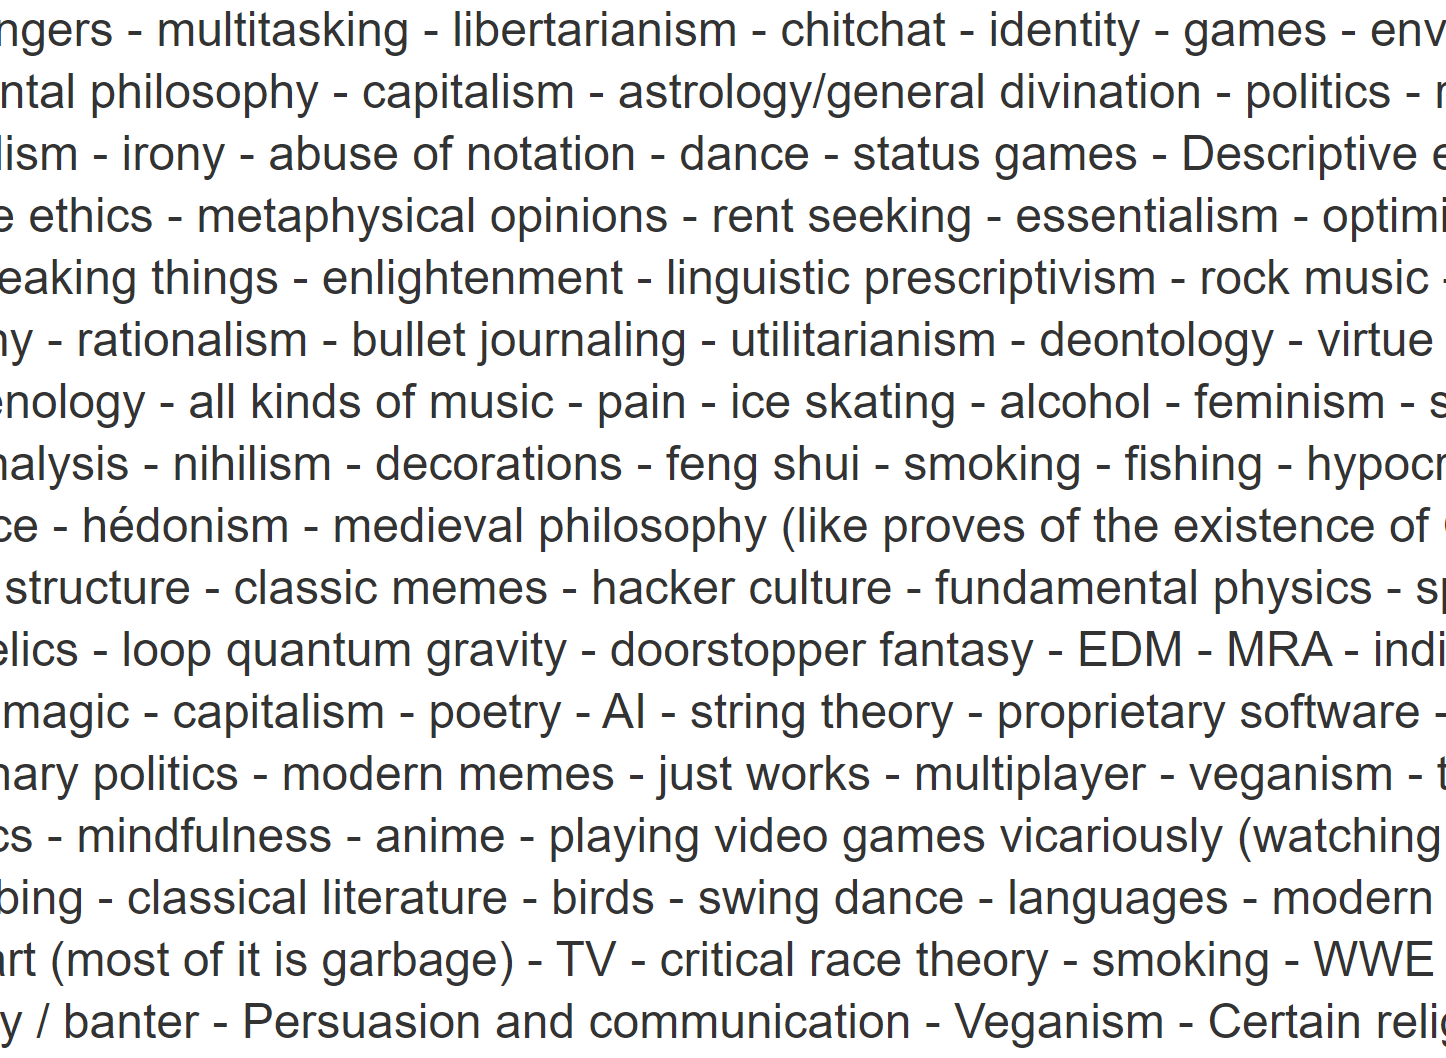 ngers - multitasking - libertarianism - chitchat - identity - games - env
ntal philosophy - capitalism - astrology/general divination - politics - r
lism - irony - abuse of notation - dance - status games - Descriptive e
e ethics - metaphysical opinions - rent seeking - essentialism - optimi
eaking things - enlightenment - linguistic prescriptivism - rock music -
ny - rationalism - bullet journaling - utilitarianism - deontology - virtue
enology - all kinds of music - pain - ice skating - alcohol - feminism - s
nalysis - nihilism - decorations - feng shui - smoking - fishing - hypocr
ce - hédonism - medieval philosophy (like proves of the existence of
structure - classic memes - hacker culture - fundamental physics - sp
elics - loop quantum gravity - doorstopper fantasy - EDM - MRA - indi
magic - capitalism - poetry - AI - string theory - proprietary software -
nary politics - modern memes - just works - multiplayer - veganism - t
cs - mindfulness - anime - playing video games vicariously (watching
bing - classical literature - birds - swing dance - languages - modern
art (most of it is garbage) - TV - critical race theory - smoking - WWE
y / banter - Persuasion and communication - Veganism - Certain relig